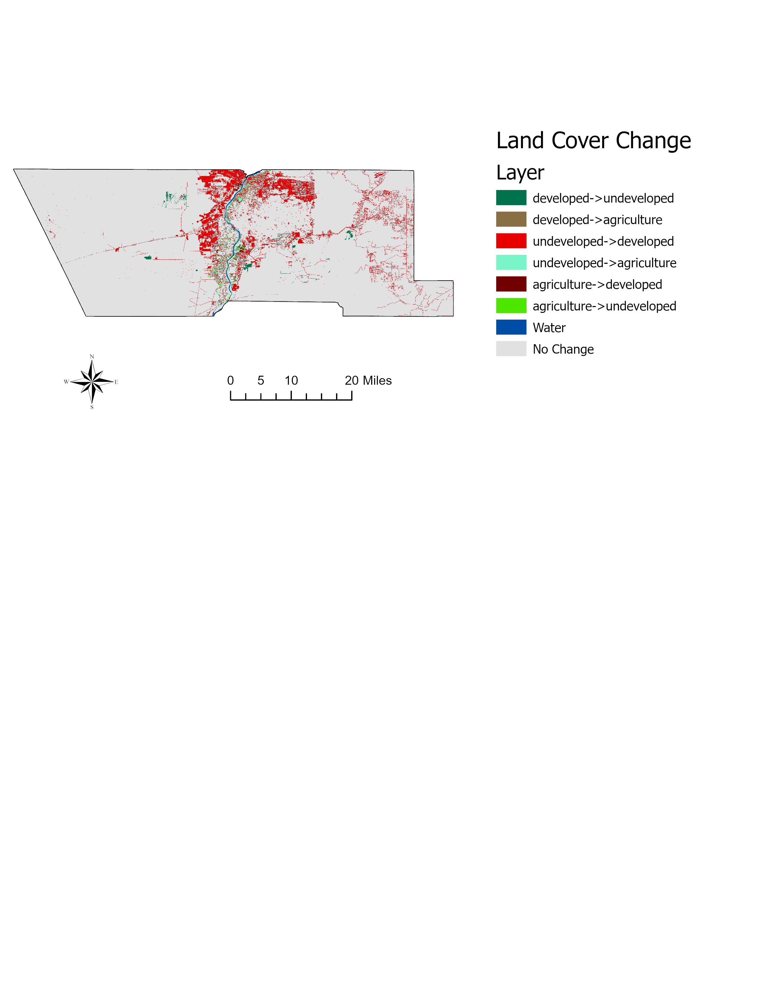 Land Cover Change
Layer
developed->undeveloped
developed->agriculture
undeveloped->developed
undeveloped->agriculture
agriculture->developed
agriculture->undeveloped
Water
No Change
N
W E
S
0 5 10 20 Miles